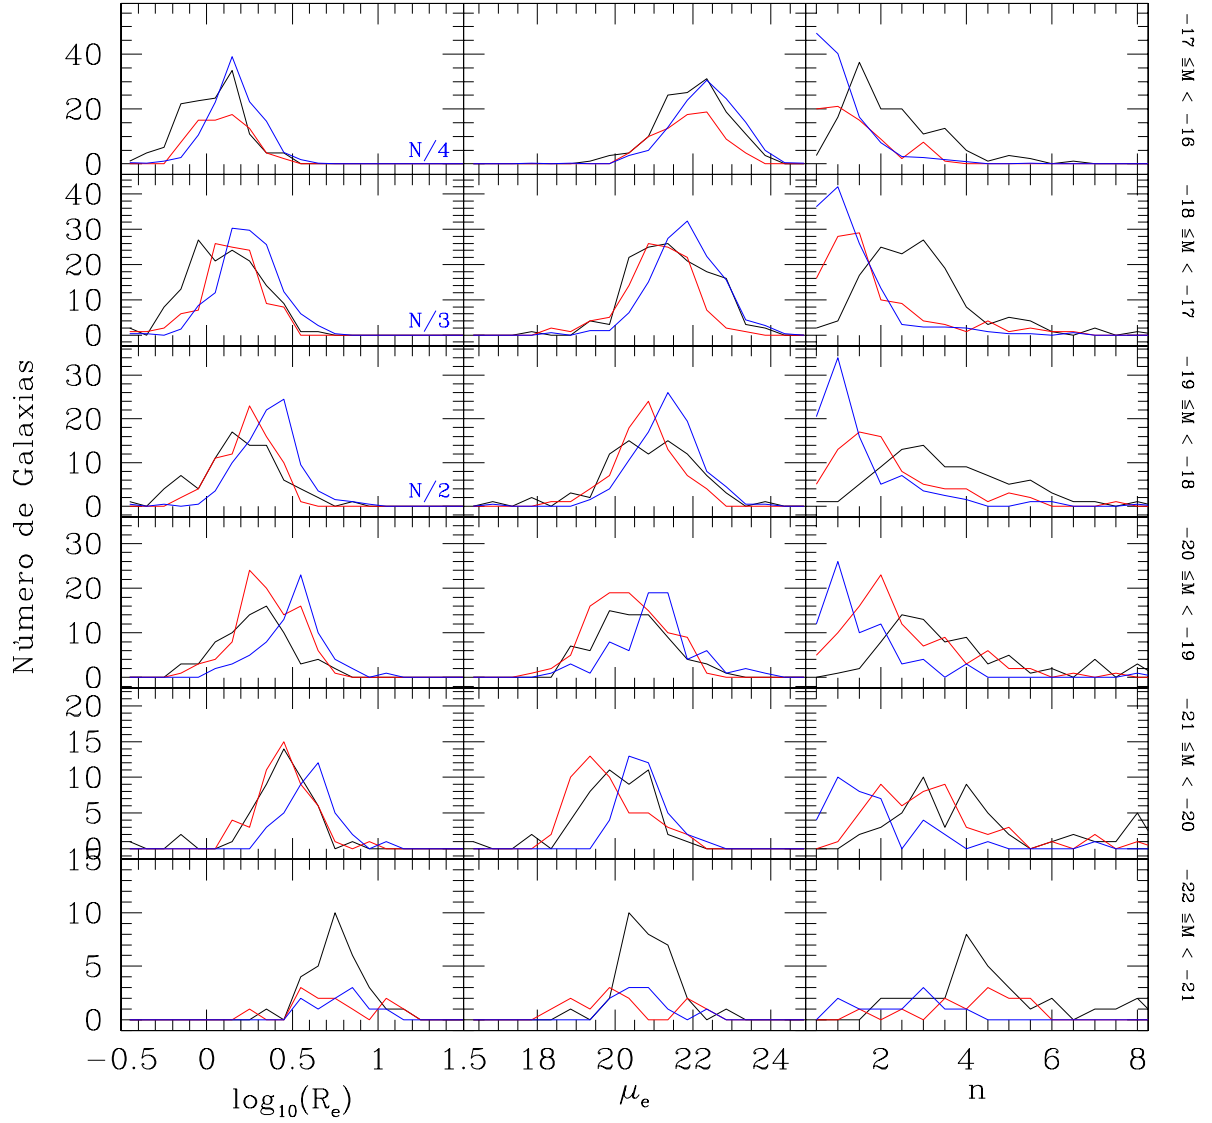 40
20
0
N/4
-17 ≤M < -16
40
30
20
10
0
N/3
-18 ≤M < -17
30
20
10
0
N/2
-19 ≤M < -18
30
20
10
0
-20 ≤M < -19
20
15
10
5
0
-21 ≤M < -20
15
10
5
0
-22 ≤M < -21
Número de Galaxias
-0.5 0 0.5 1 1.5 18 20 22 24 2 4 6 8
log₁₀(Rₑ) μₑ n